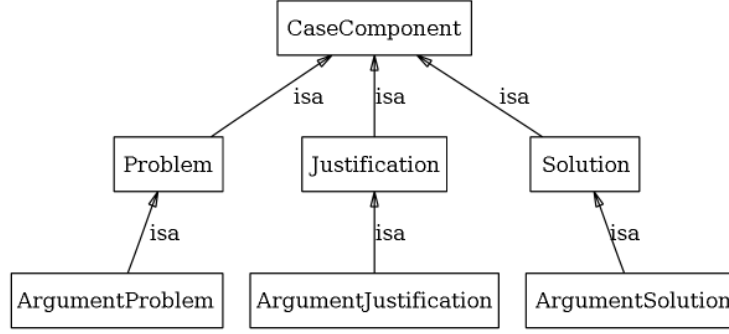 CaseComponent
isa isa isa
Problem Justification Solution
isa isa isa
ArgumentProblem ArgumentJustification ArgumentSolution